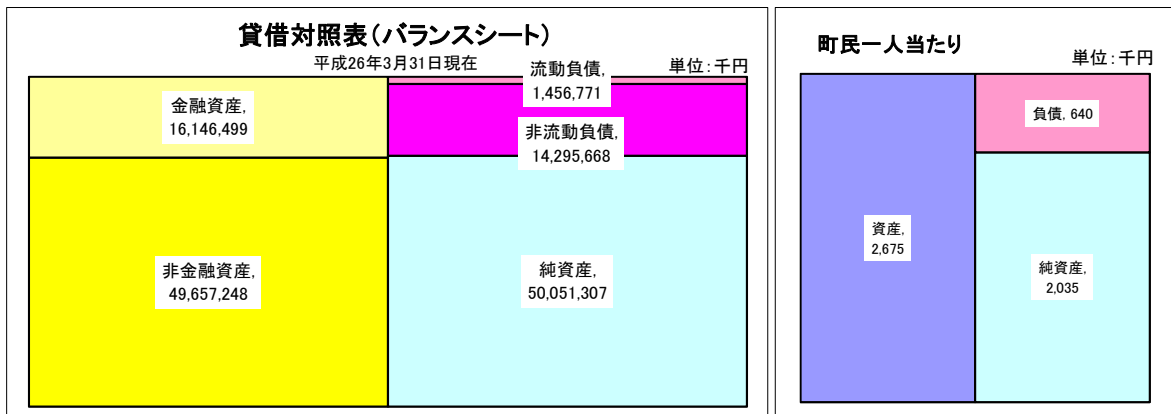 貸借対照表(バランスシート)
平成26年3月31日現在
単位:千円
金融資産,
16,146,499
流動負債,
1,456,771
非流動負債,
14,295,668
非金融資産,
49,657,248
純資産,
50,051,307
町民一人当たり
単位:千円
負債, 640
資産,
2,675
純資産,
2,035